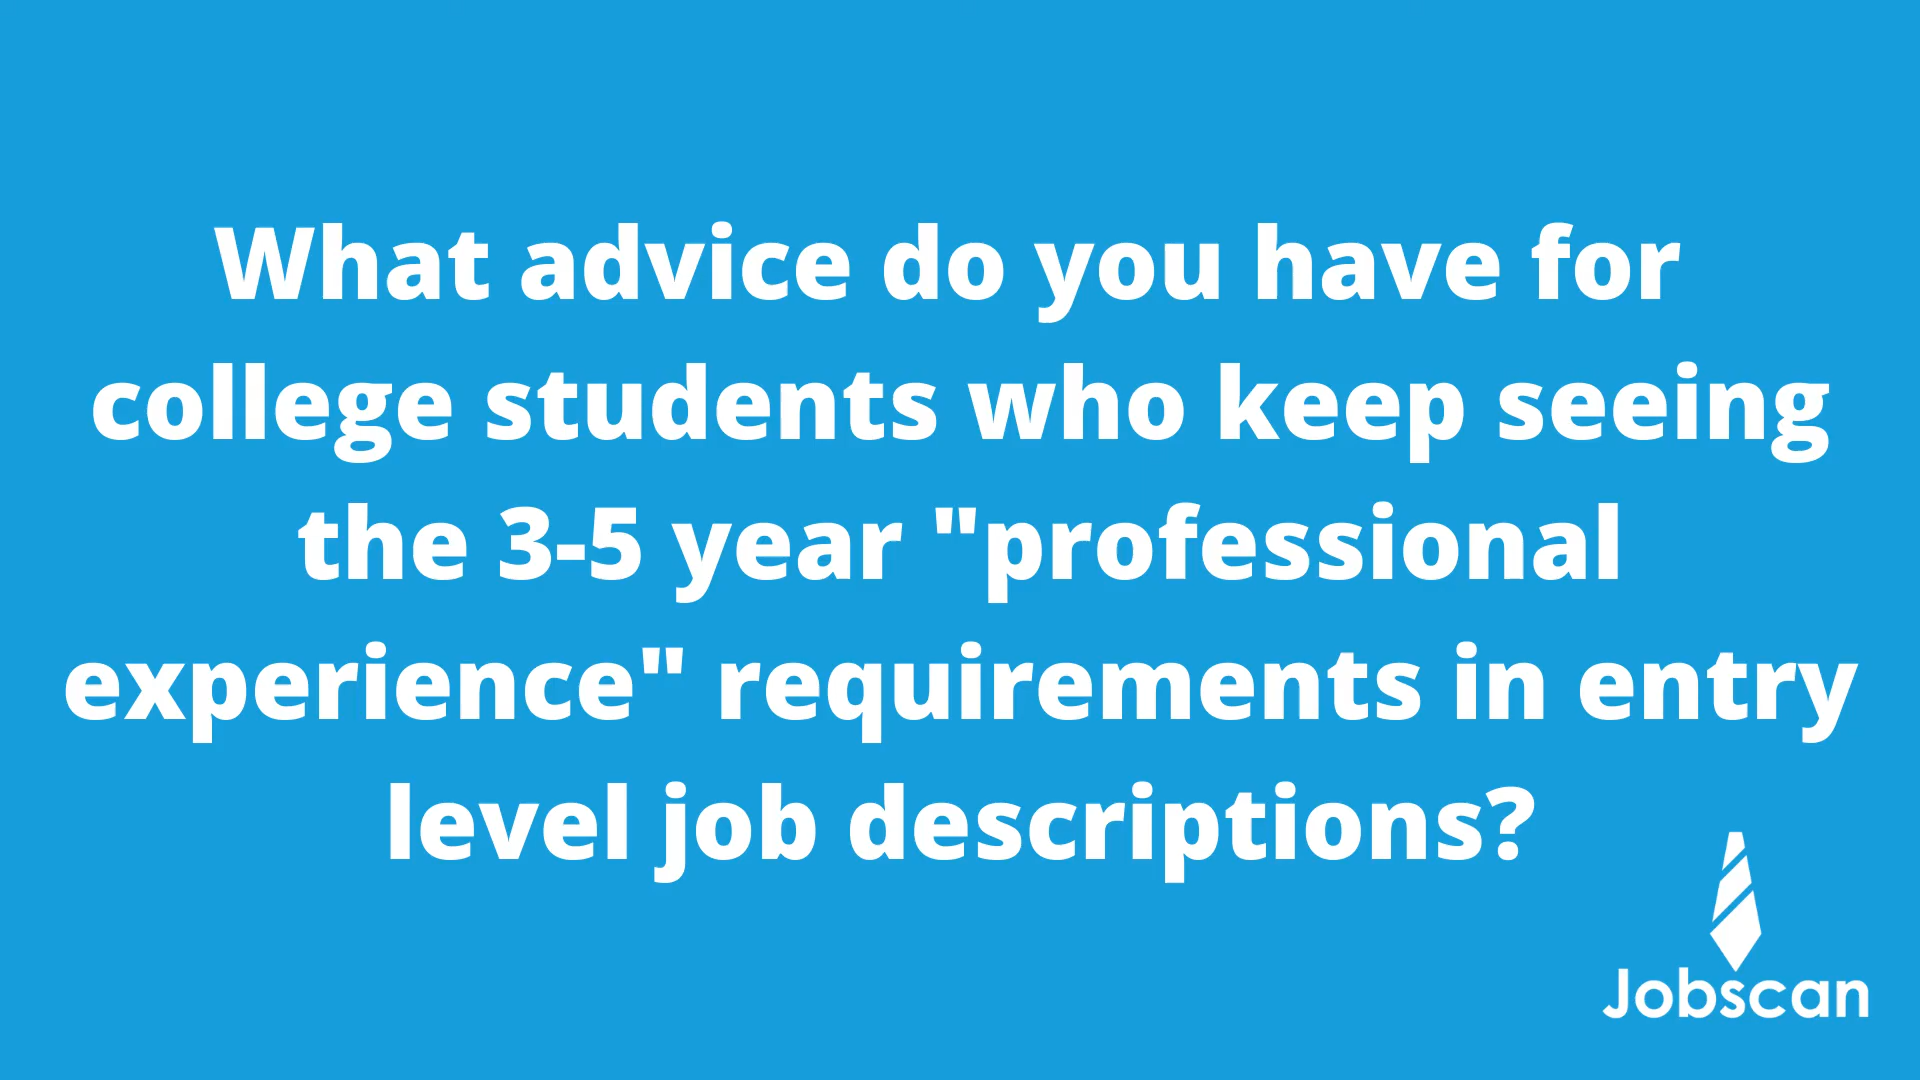 What advice do you have for
college students who keep seeing
the 3-5 year "professional
experience" requirements in entry
level job descriptions?
Jobscan